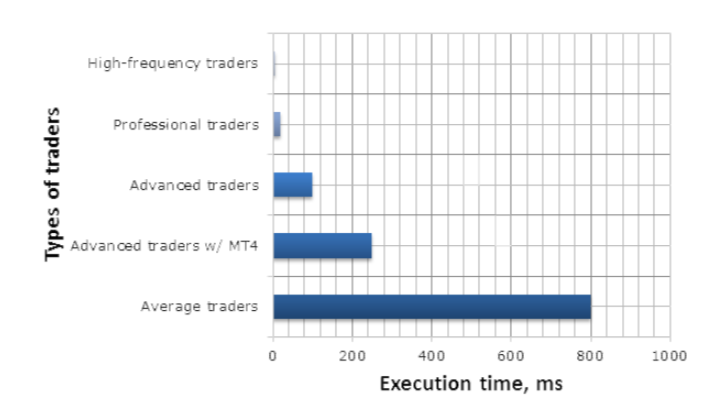 Types of traders
High-frequency traders
Professional traders
Advanced traders
Advanced traders w/ MT4
Average traders
0 200 400 600 800 1000
Execution time, ms